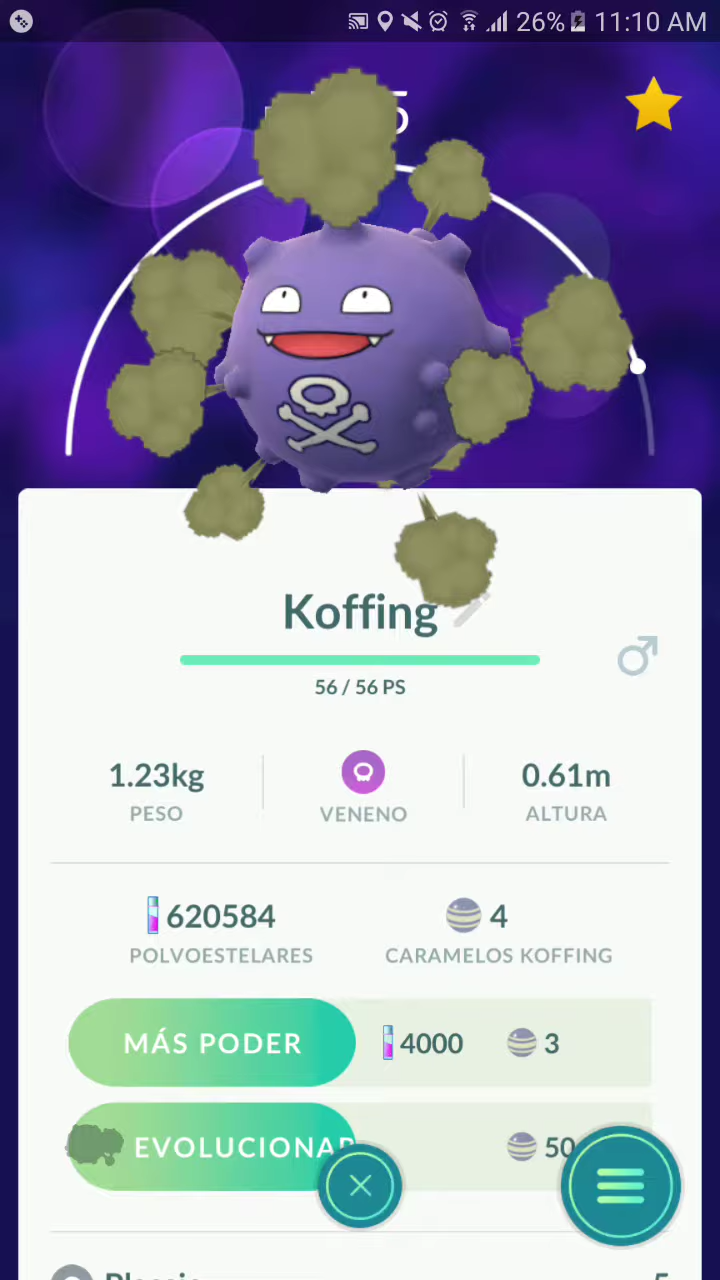 26% 11:10 AM
Koffing
56 / 56 PS
1.23kg
PESO
VENENO
0.61m
ALTURA
620584
POLVOESTELARES
4
CARAMELOS KOFFING
MÁS PODER 4000 3
EVOLUCIONAR 50